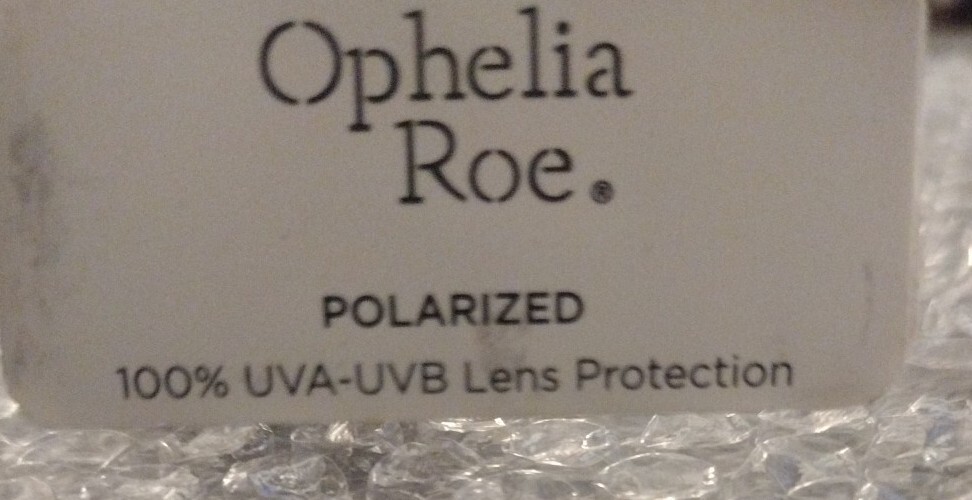 Ophelia
Roe.®
POLARIZED
100% UVA-UVB Lens Protection